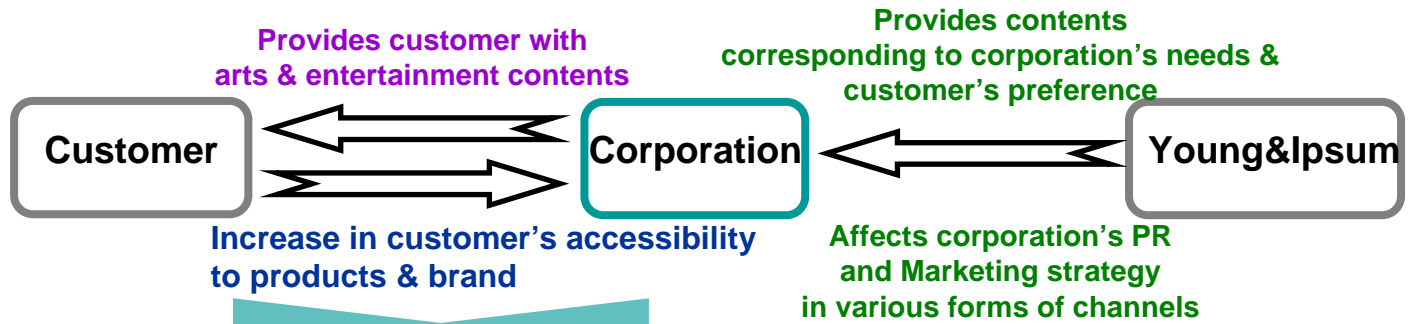 Provides customer with
arts & entertainment contents
Provides contents
corresponding to corporation’s needs &
customer’s preference
Customer
Corporation
Young&Ipsum
Increase in customer’s accessibility
to products & brand
Affects corporation’s PR
and Marketing strategy
in various forms of channels